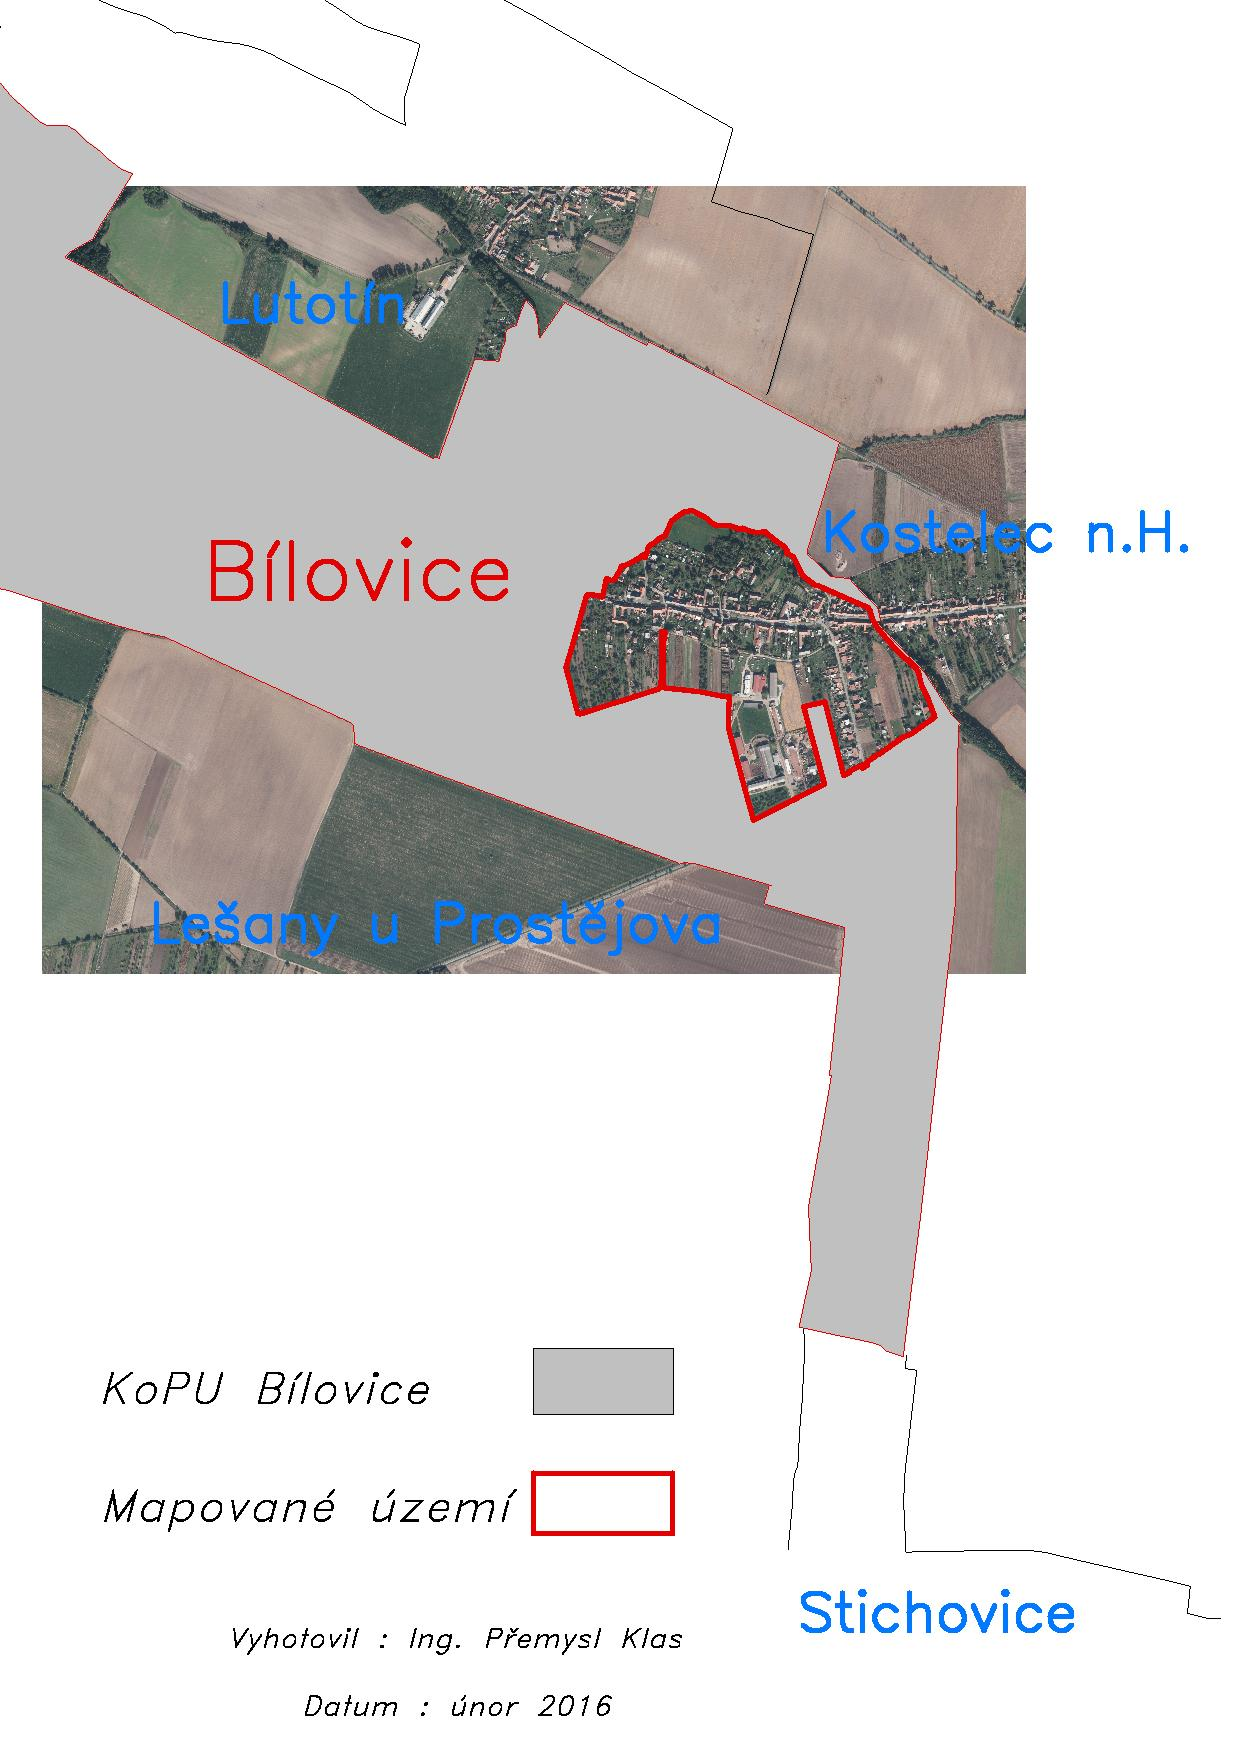 Lutotín
Kostelec n.H.
Bílovice
Lešany u Prostějova
KoPU Bílovice
Mapované území
Stichovice
Vyhotovil : Ing. Přemysl Klas
Datum : únor 2016